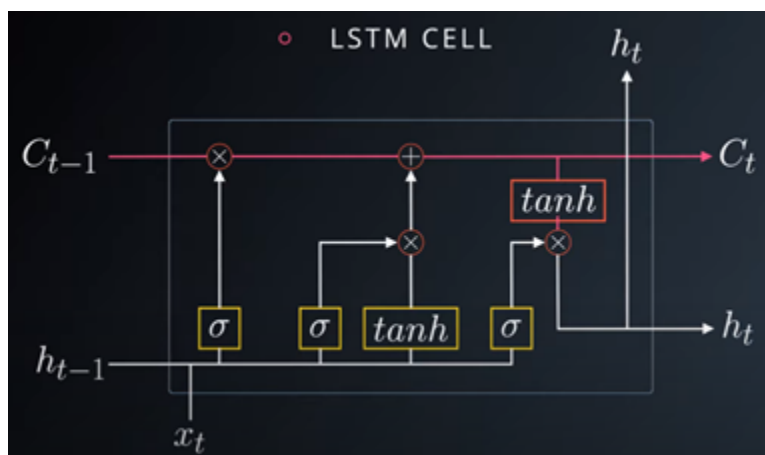 LSTM CELL
h_t
C_{t-1}
×
+
C_t
tanh
×
×
σ
σ
tanh
σ
h_t
h_{t-1}
x_t